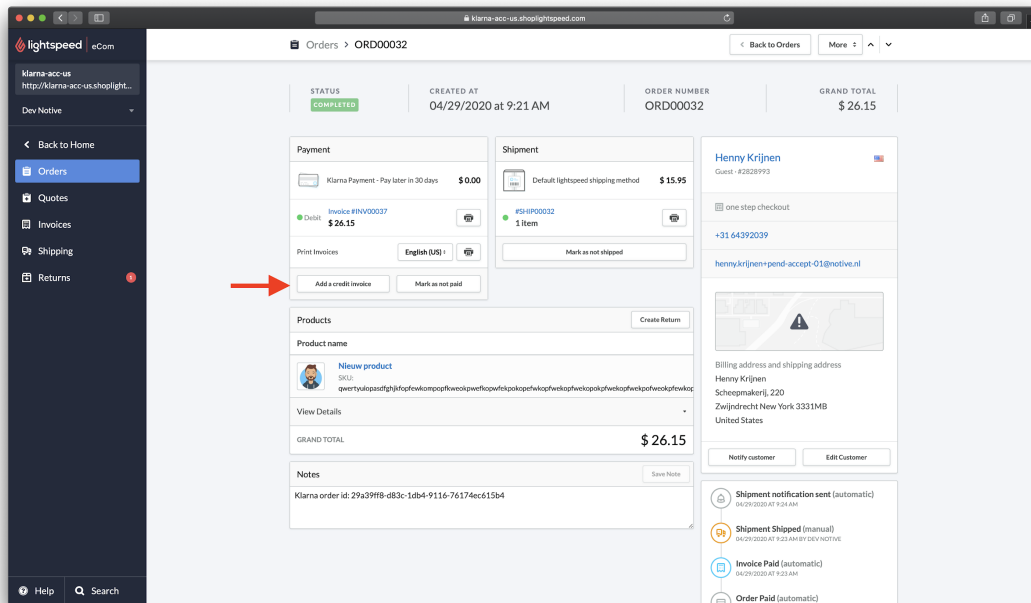 klarna-acc-us.shoplightspeed.com
lightspeed eCom
klarna-acc-us
http://klarna-acc-us.shoplight...
Dev Notive
Back to Home
Orders
Quotes
Invoices
Shipping
Returns 1
Help Search
Orders > ORD00032
Back to Orders More
STATUS CREATED AT ORDER NUMBER GRAND TOTAL
COMPLETED 04/29/2020 at 9:21 AM ORD00032 $ 26.15
Payment
Klarna Payment - Pay later in 30 days $ 0.00
Debit Invoice #INV00037
$ 26.15
Print Invoices English (US)
Add a credit invoice Mark as not paid
Shipment
Default lightspeed shipping method $ 15.95
#SHIP00032
1 item
Mark as not shipped
Products Create Return
Product name
Nieuw product
SKU:
View Details
GRAND TOTAL $ 26.15
Notes Save Note
Klarna order id: 29a39ff8-d83c-1db4-9116-76174ec615b4
Henny Krijnen
Guest - #2828993
one step checkout
+31 64392039
henny.krijnen+pend-accept-01@notive.nl
Billing address and shipping address
Henny Krijnen
Scheepmakerij, 220
Zwijndrecht New York 3331MB
United States
Notify customer Edit Customer
Shipment notification sent (automatic)
04/29/2020 AT 9:24 AM
Shipment Shipped (manual)
04/29/2020 AT 9:23 AM BY DEV NOTIVE
Invoice Paid (automatic)
04/29/2020 AT 9:23 AM
Order Paid (automatic)